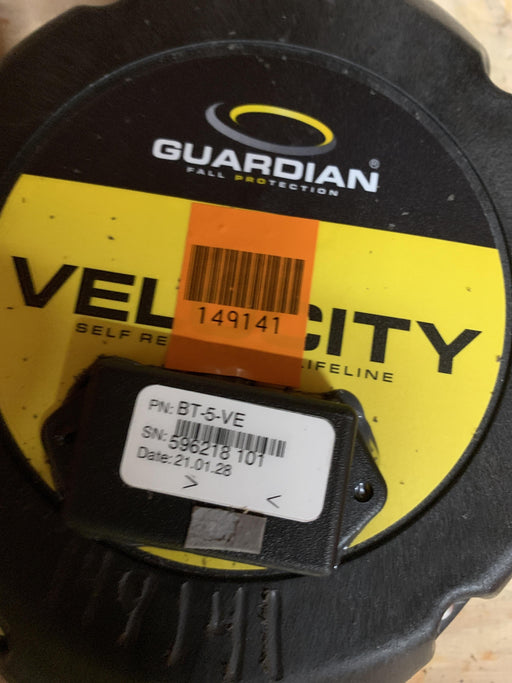 GUARDIAN®
FALL PROTECTION
149141
VEL CITY
SELF RE LIFELINE
PN: BT-5-VE
SN: 596218 101
Date: 21.01.28
> <
149141